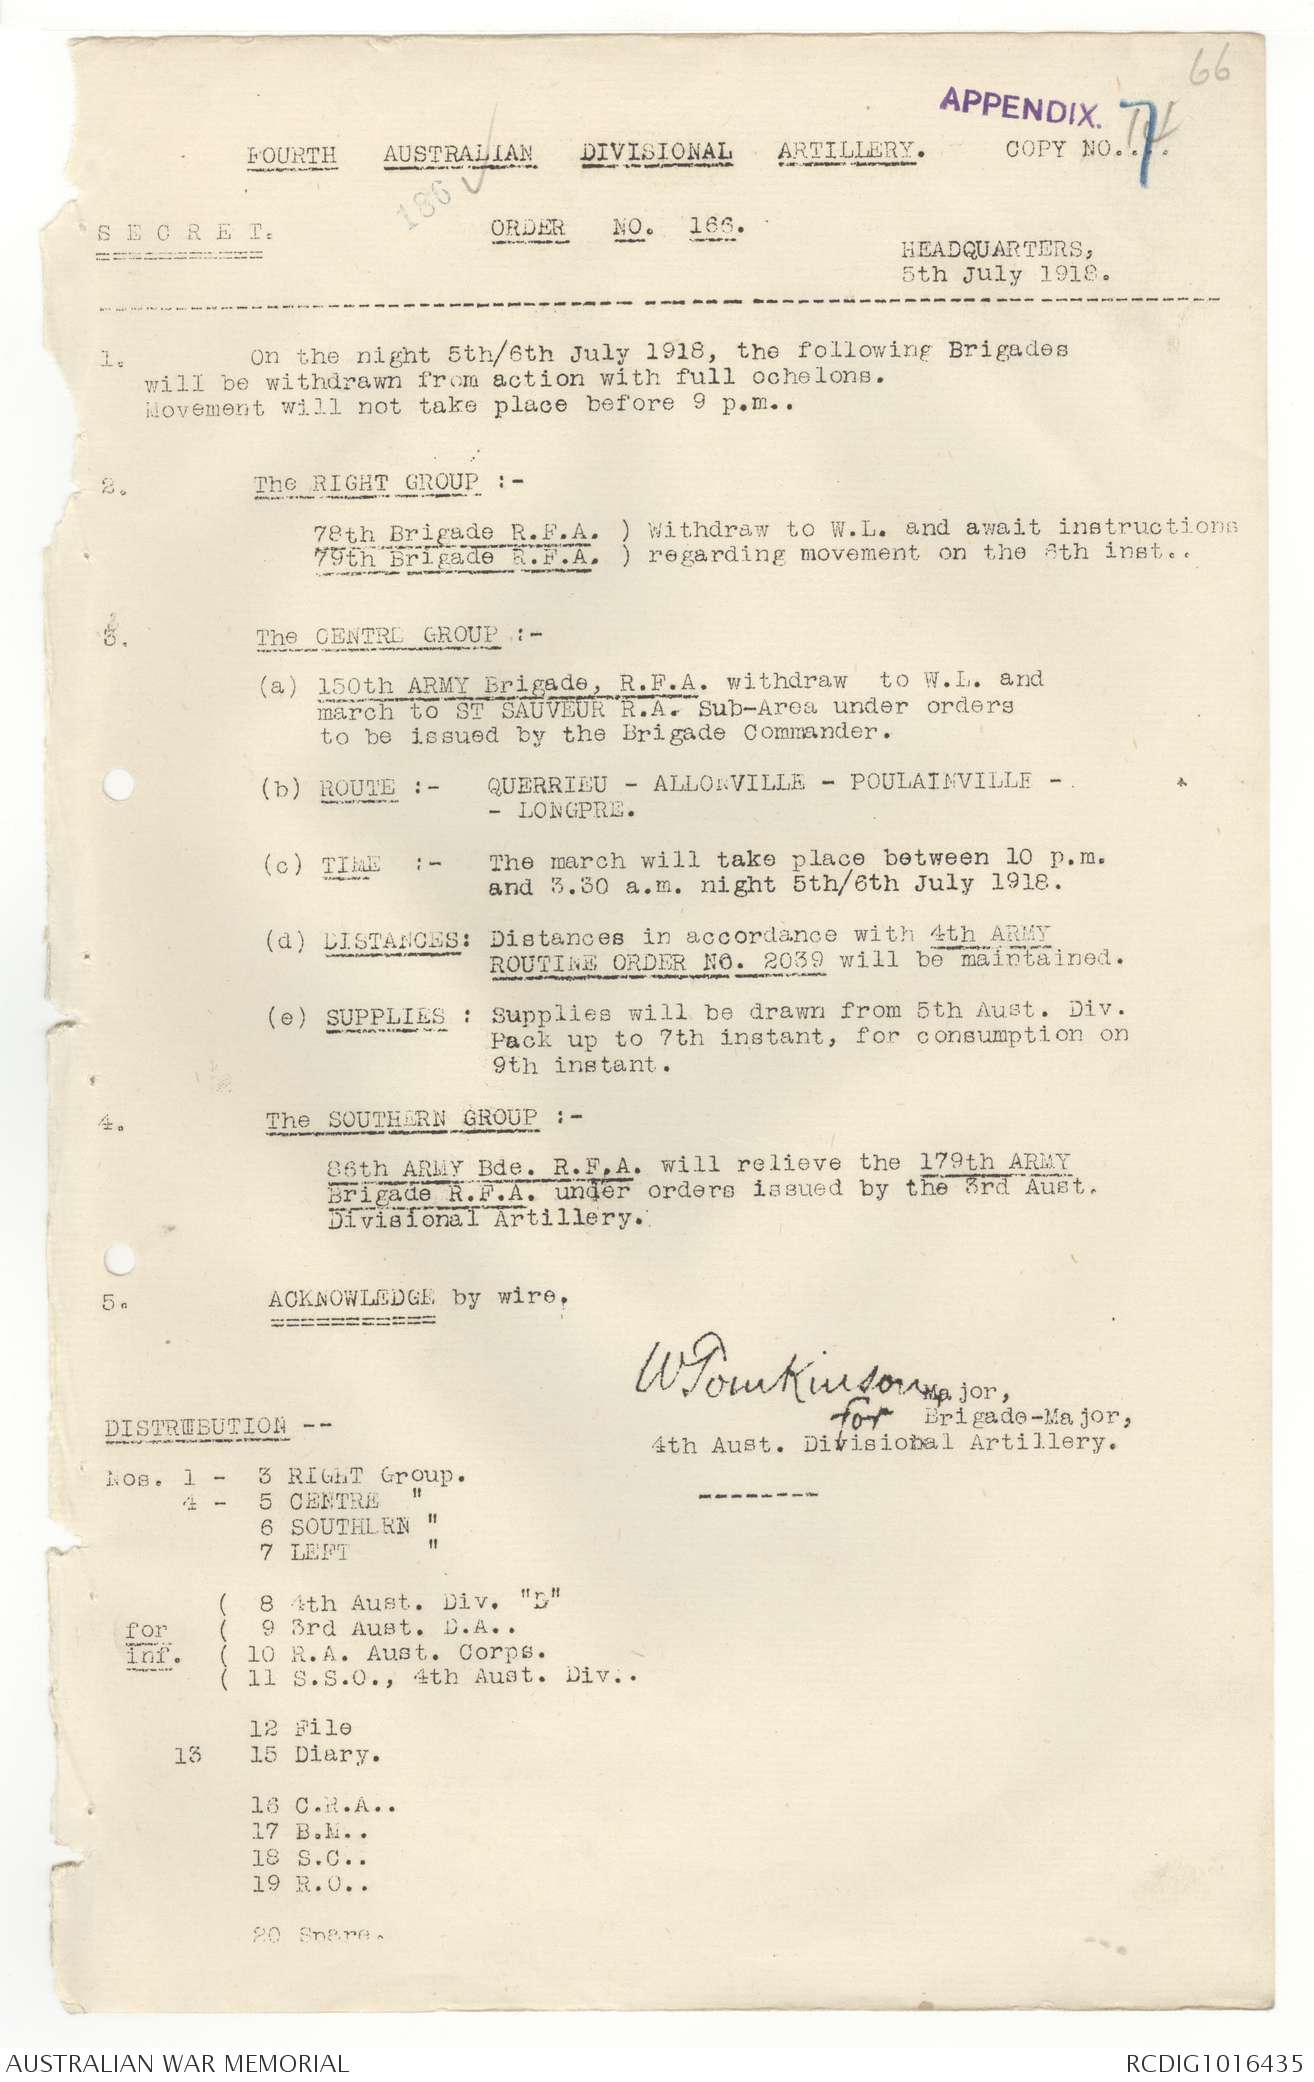 66
APPENDIX. 7
FOURTH AUSTRALIAN DIVISIONAL ARTILLERY. COPY NO. 14.
186
SECRET.
ORDER NO. 166.
HEADQUARTERS,
5th July 1918.
1. On the night 5th/6th July 1918, the following Brigades
will be withdrawn from action with full echelons.
Movement will not take place before 9 p.m..
2. The RIGHT GROUP :-
78th Brigade R.F.A. ) Withdraw to W.L. and await instructions
79th Brigade R.F.A. ) regarding movement on the 6th inst..
3. The CENTRE GROUP :-
(a) 150th ARMY Brigade, R.F.A. withdraw to W.L. and
march to ST SAUVEUR R.A. Sub-Area under orders
to be issued by the Brigade Commander.
(b) ROUTE :- QUERRIEU - ALLONVILLE - POULAINVILLE -
- LONGPRE.
(c) TIME :- The march will take place between 10 p.m.
and 3.30 a.m. night 5th/6th July 1918.
(d) DISTANCES: Distances in accordance with 4th ARMY
ROUTINE ORDER NO. 2039 will be maintained.
(e) SUPPLIES : Supplies will be drawn from 5th Aust. Div.
Pack up to 7th instant, for consumption on
9th instant.
4. The SOUTHERN GROUP :-
86th ARMY Bde. R.F.A. will relieve the 179th ARMY
Brigade R.F.A. under orders issued by the 3rd Aust.
Divisional Artillery.
5. ACKNOWLEDGE by wire.
WTomkinson Major,
for Brigade-Major,
4th Aust. Divisional Artillery.
DISTRIBUTION --
Nos. 1 - 3 RIGHT Group.
4 - 5 CENTRE "
6 SOUTHERN "
7 LEFT "
( 8 4th Aust. Div. "D"
for ( 9 3rd Aust. D.A..
inf. ( 10 R.A. Aust. Corps.
( 11 S.S.O., 4th Aust. Div..
12 File
13 15 Diary.
16 C.R.A..
17 B.M..
18 S.C..
19 R.O..
20 Spare.
AUSTRALIAN WAR MEMORIAL RCDIG1016435